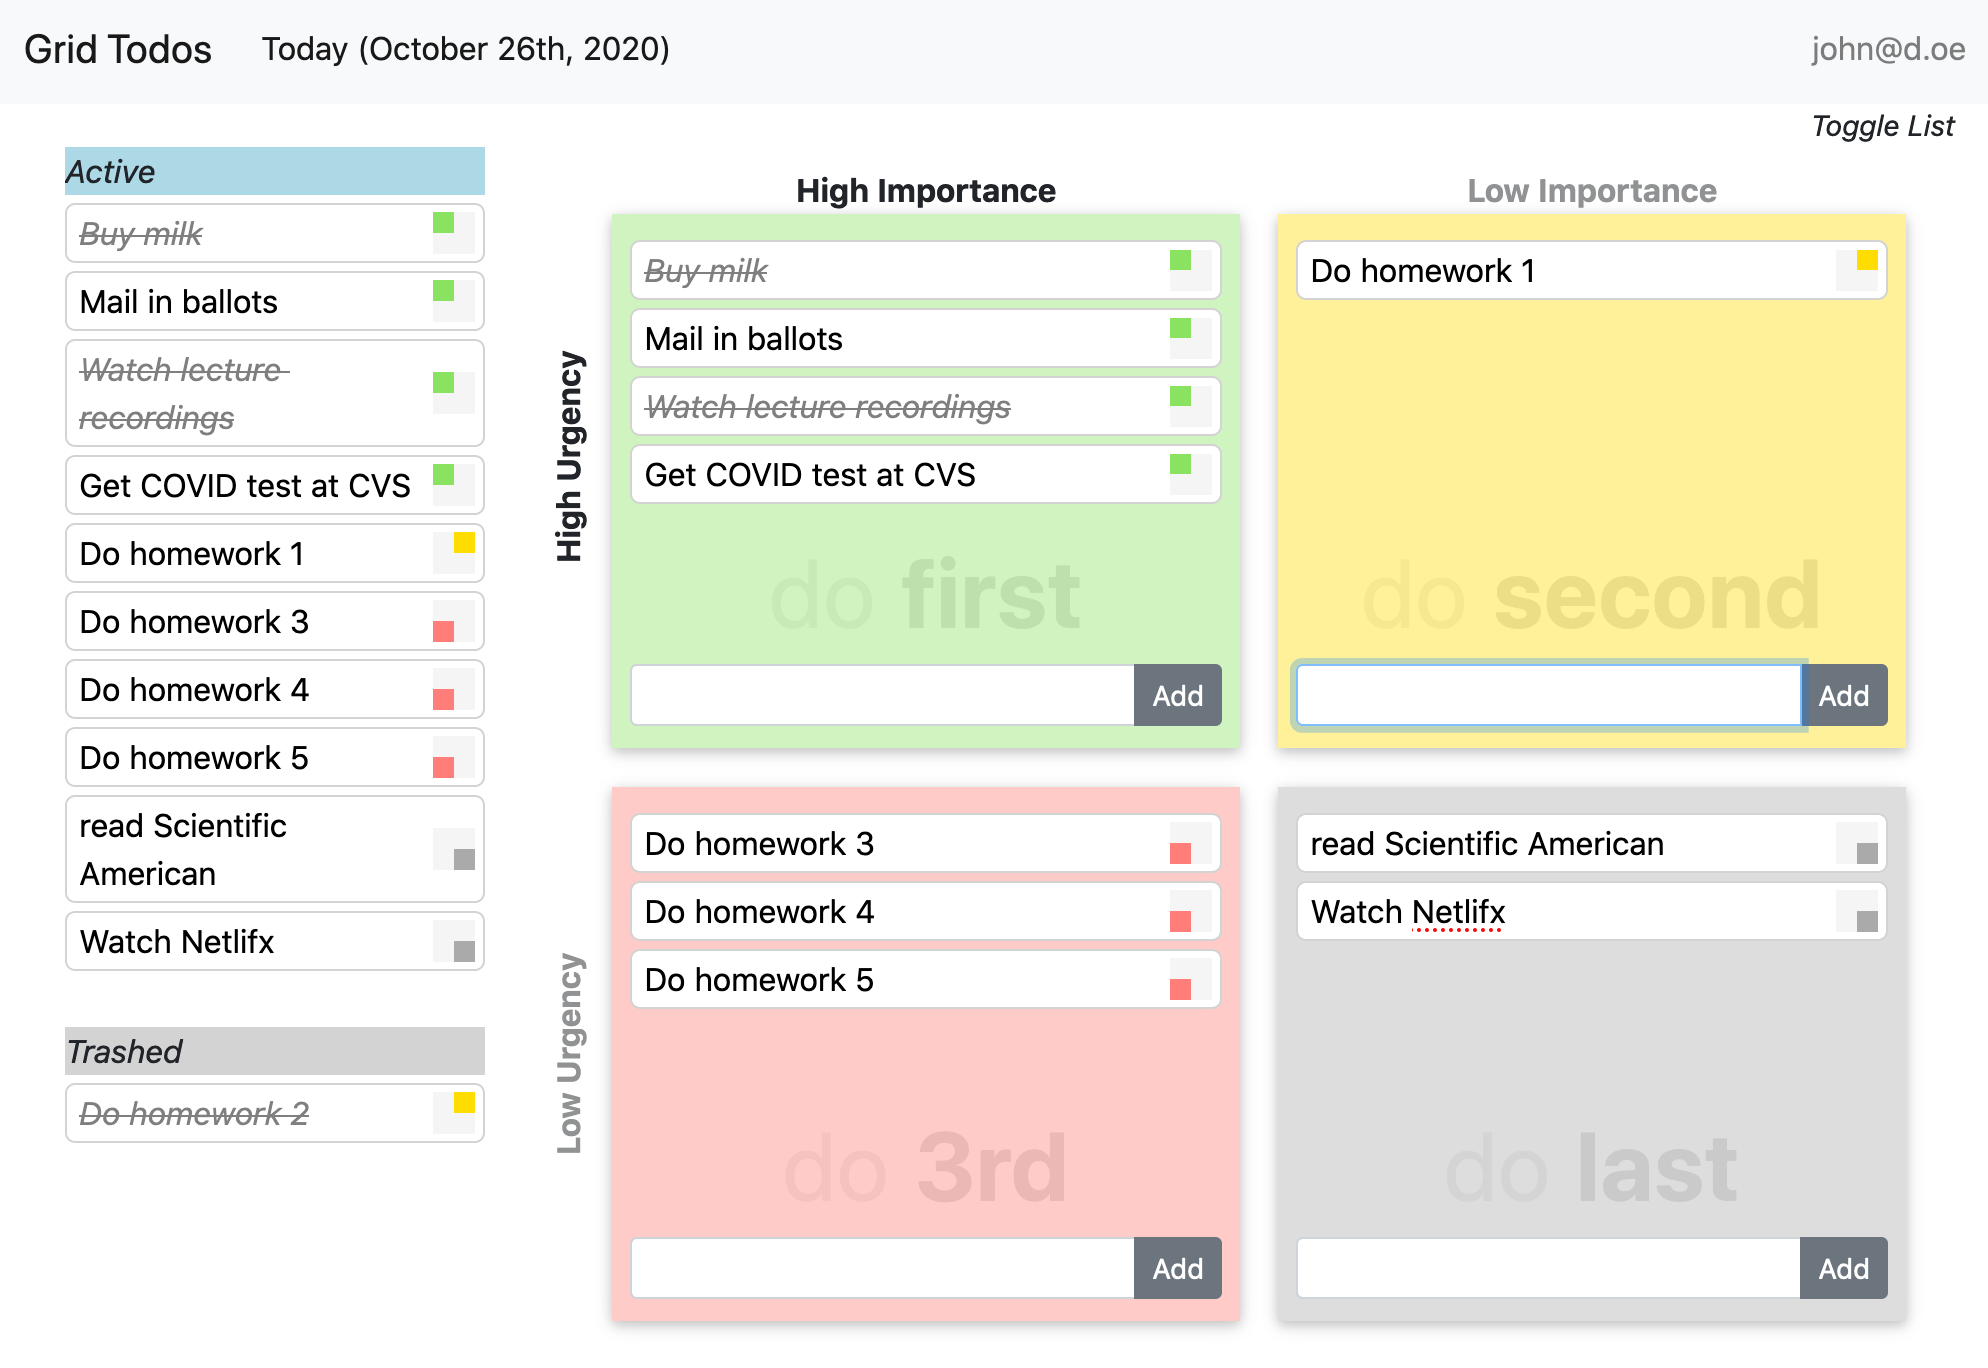 Grid Todos
Today (October 26th, 2020)
john@d.oe
Toggle List
Active
Buy milk
Mail in ballots
Watch lecture
recordings
Get COVID test at CVS
Do homework 1
Do homework 3
Do homework 4
Do homework 5
read Scientific
American
Watch Netlifx
Trashed
Do homework 2
High Importance
Low Importance
High Urgency
Buy milk
Mail in ballots
Watch lecture recordings
Get COVID test at CVS
do first
Add
Do homework 1
do second
Add
Low Urgency
Do homework 3
Do homework 4
Do homework 5
do 3rd
Add
read Scientific American
Watch Netlifx
do last
Add